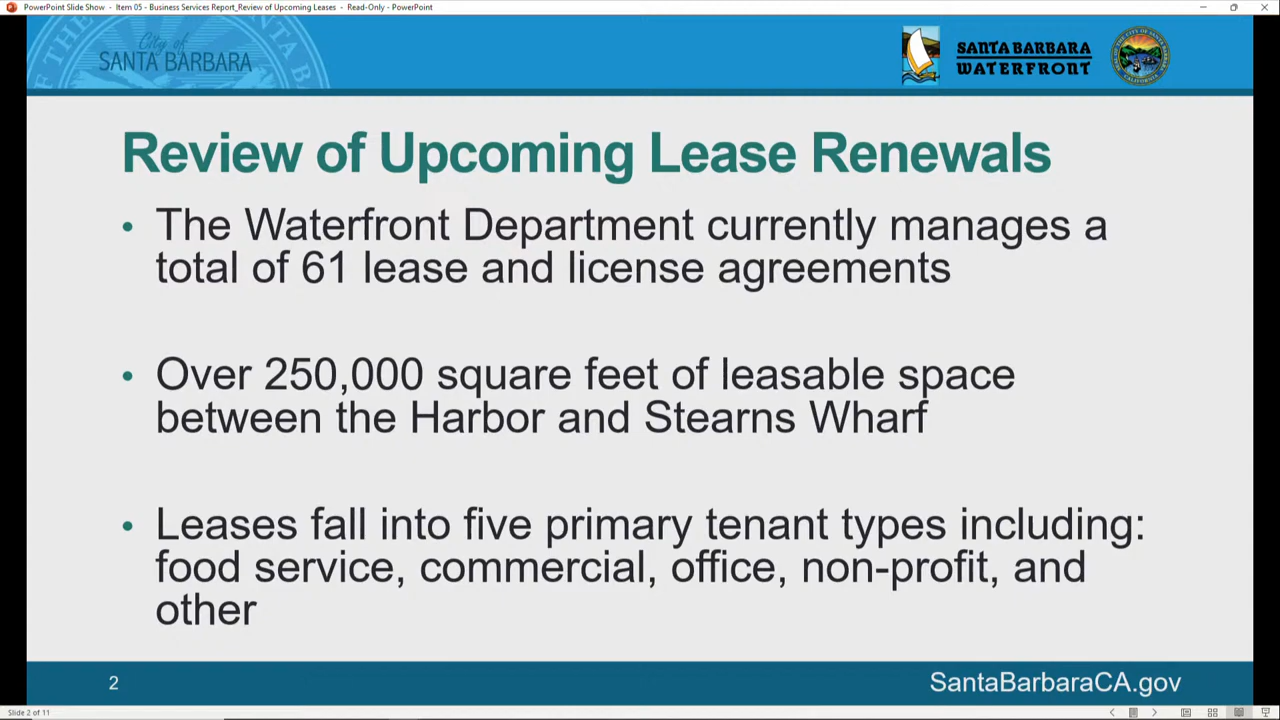 PowerPoint Slide Show - Item 05 - Business Services Report_Review of Upcoming Leases - Read-Only - PowerPoint
City of
SANTA BARBARA
SANTA BARBARA
WATERFRONT
Review of Upcoming Lease Renewals
• The Waterfront Department currently manages a
total of 61 lease and license agreements
• Over 250,000 square feet of leasable space
between the Harbor and Stearns Wharf
• Leases fall into five primary tenant types including:
food service, commercial, office, non-profit, and
other
2
SantaBarbaraCA.gov
Slide 2 of 11